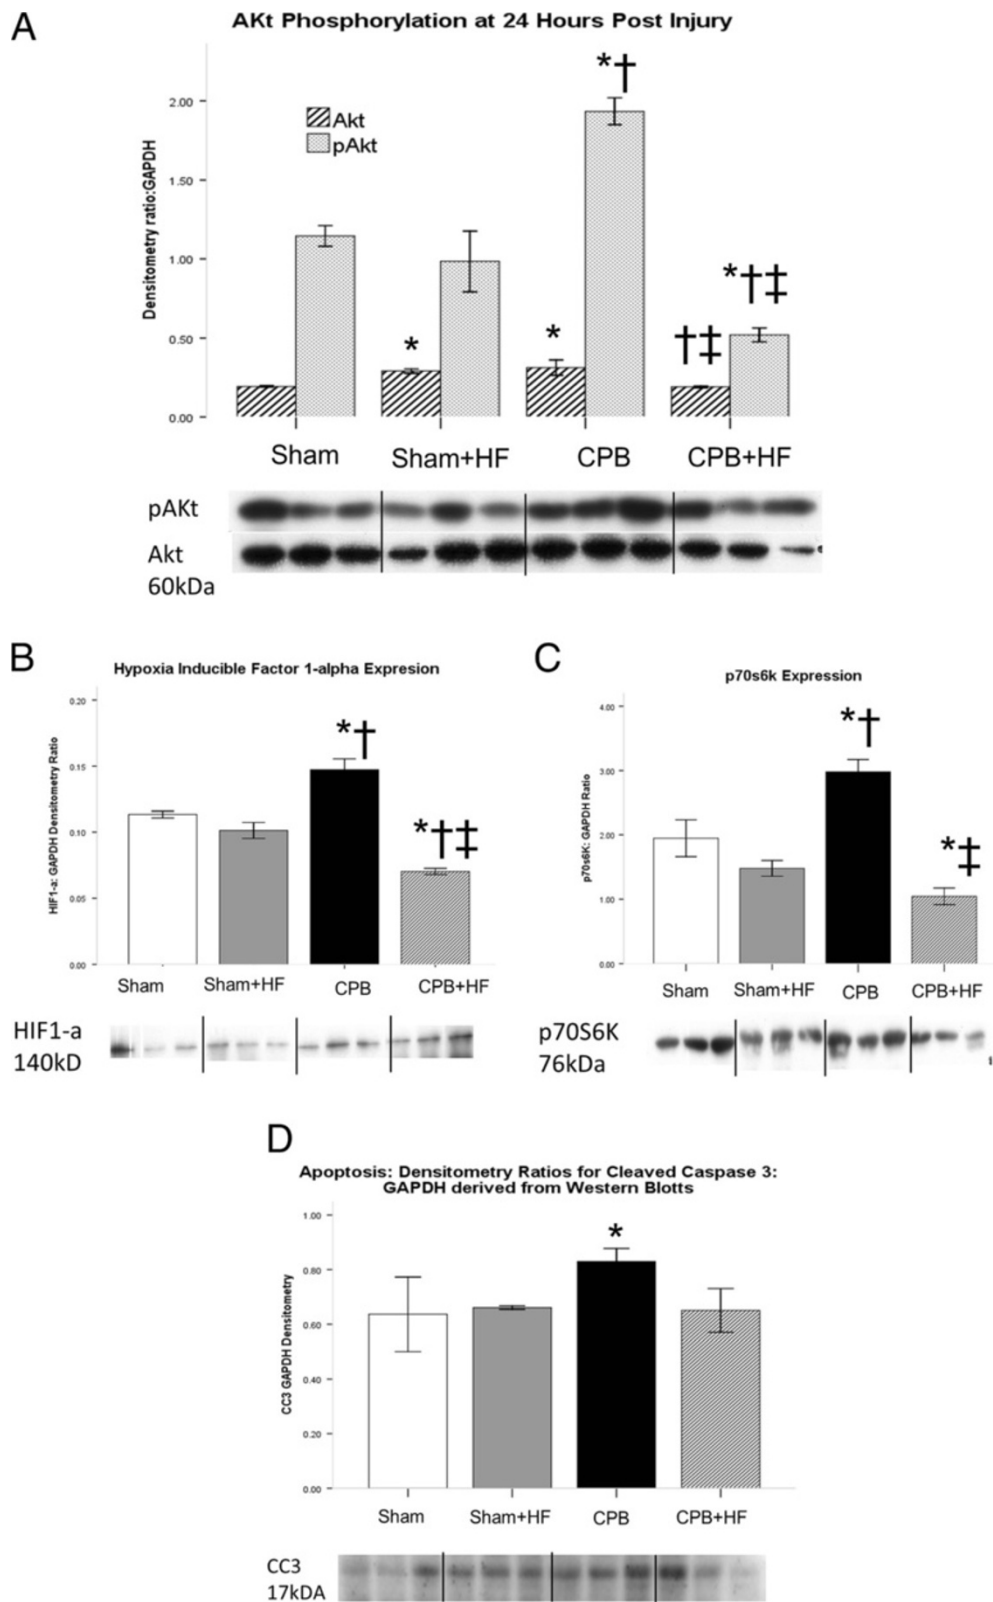 A
AKt Phosphorylation at 24 Hours Post Injury
*†
2.00
Akt
pAkt
Densitometry ratio:GAPDH
1.50
1.00
*†‡
0.50
*
*
†‡
0.00
Sham
Sham+HF
CPB
CPB+HF
pAKt
Akt
60kDa
B
Hypoxia Inducible Factor 1-alpha Expresion
HIF1-a: GAPDH Densitometry Ratio
0.20
*†
0.15
*†‡
0.10
0.05
0.00
Sham
Sham+HF
CPB
CPB+HF
HIF1-a
140kD
C
p70s6k Expression
p70s6K: GAPDH Ratio
4.00
*†
3.00
2.00
*‡
1.00
0.00
Sham
Sham+HF
CPB
CPB+HF
p70S6K
76kDa
D
Apoptosis: Densitometry Ratios for Cleaved Caspase 3:
GAPDH derived from Western Blotts
CC3 GAPDH Densitometry
1.00
*
0.80
0.60
0.40
0.20
0.00
Sham
Sham+HF
CPB
CPB+HF
CC3
17kDA